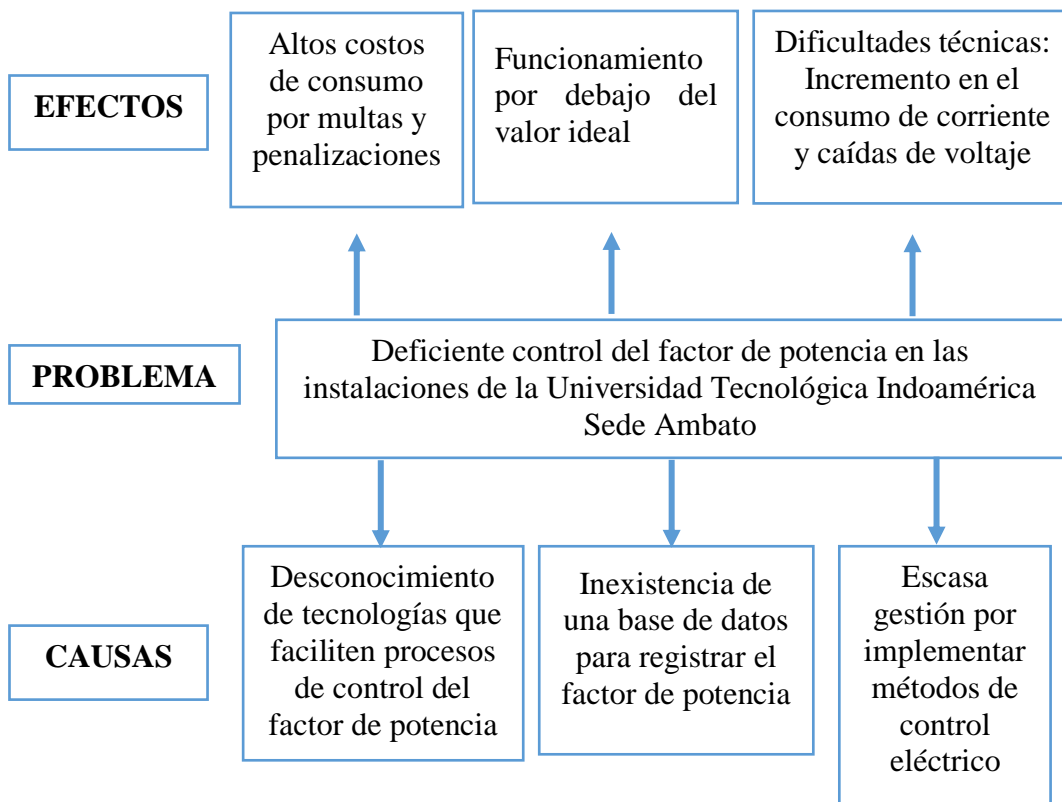 EFECTOS
Altos costos
de consumo
por multas y
penalizaciones
Funcionamiento
por debajo del
valor ideal
Dificultades técnicas:
Incremento en el
consumo de corriente
y caídas de voltaje
PROBLEMA
Deficiente control del factor de potencia en las
instalaciones de la Universidad Tecnológica Indoamérica
Sede Ambato
CAUSAS
Desconocimiento
de tecnologías que
faciliten procesos
de control del
factor de potencia
Inexistencia de
una base de datos
para registrar el
factor de potencia
Escasa
gestión por
implementar
métodos de
control
eléctrico